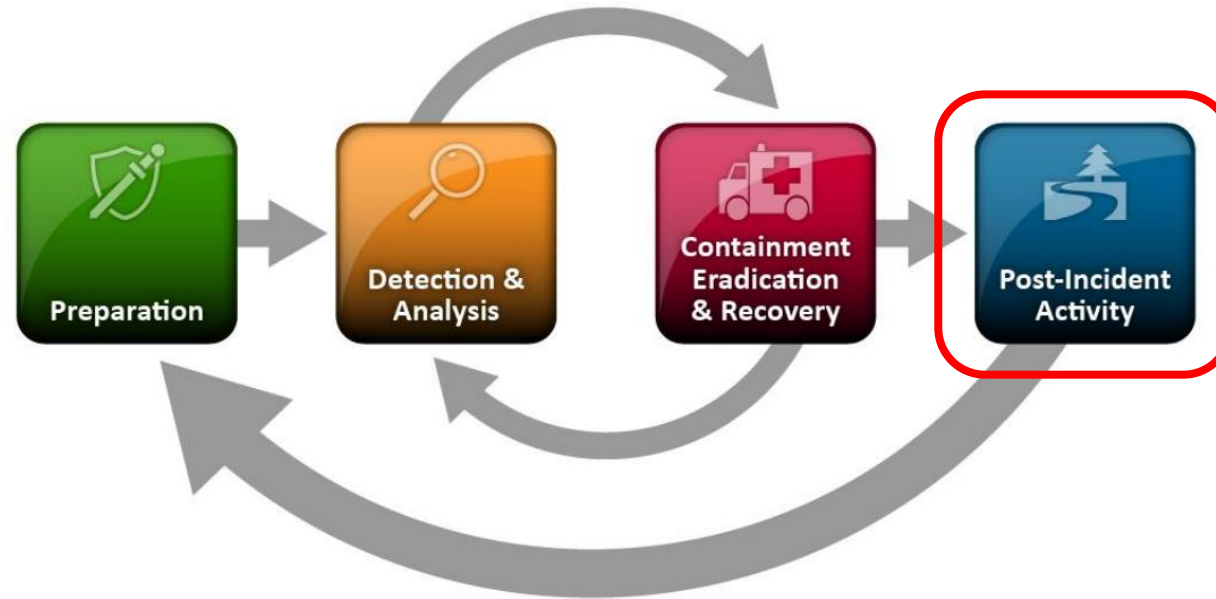 Preparation
Detection &
Analysis
Containment
Eradication
& Recovery
Post-Incident
Activity